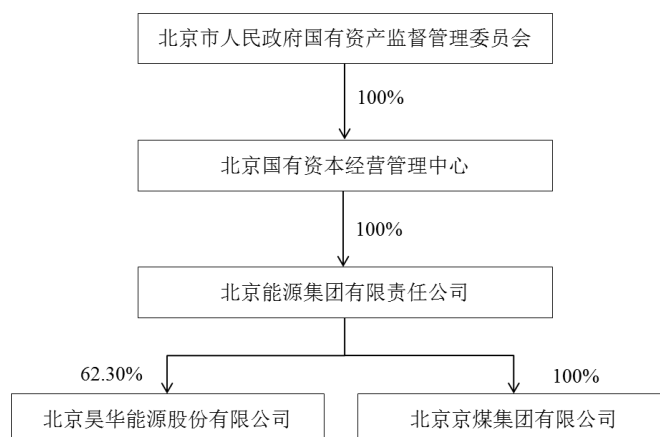 北京市人民政府国有资产监督管理委员会
100%
北京国有资本经营管理中心
100%
北京能源集团有限责任公司
62.30%
100%
北京昊华能源股份有限公司
北京京煤集团有限公司